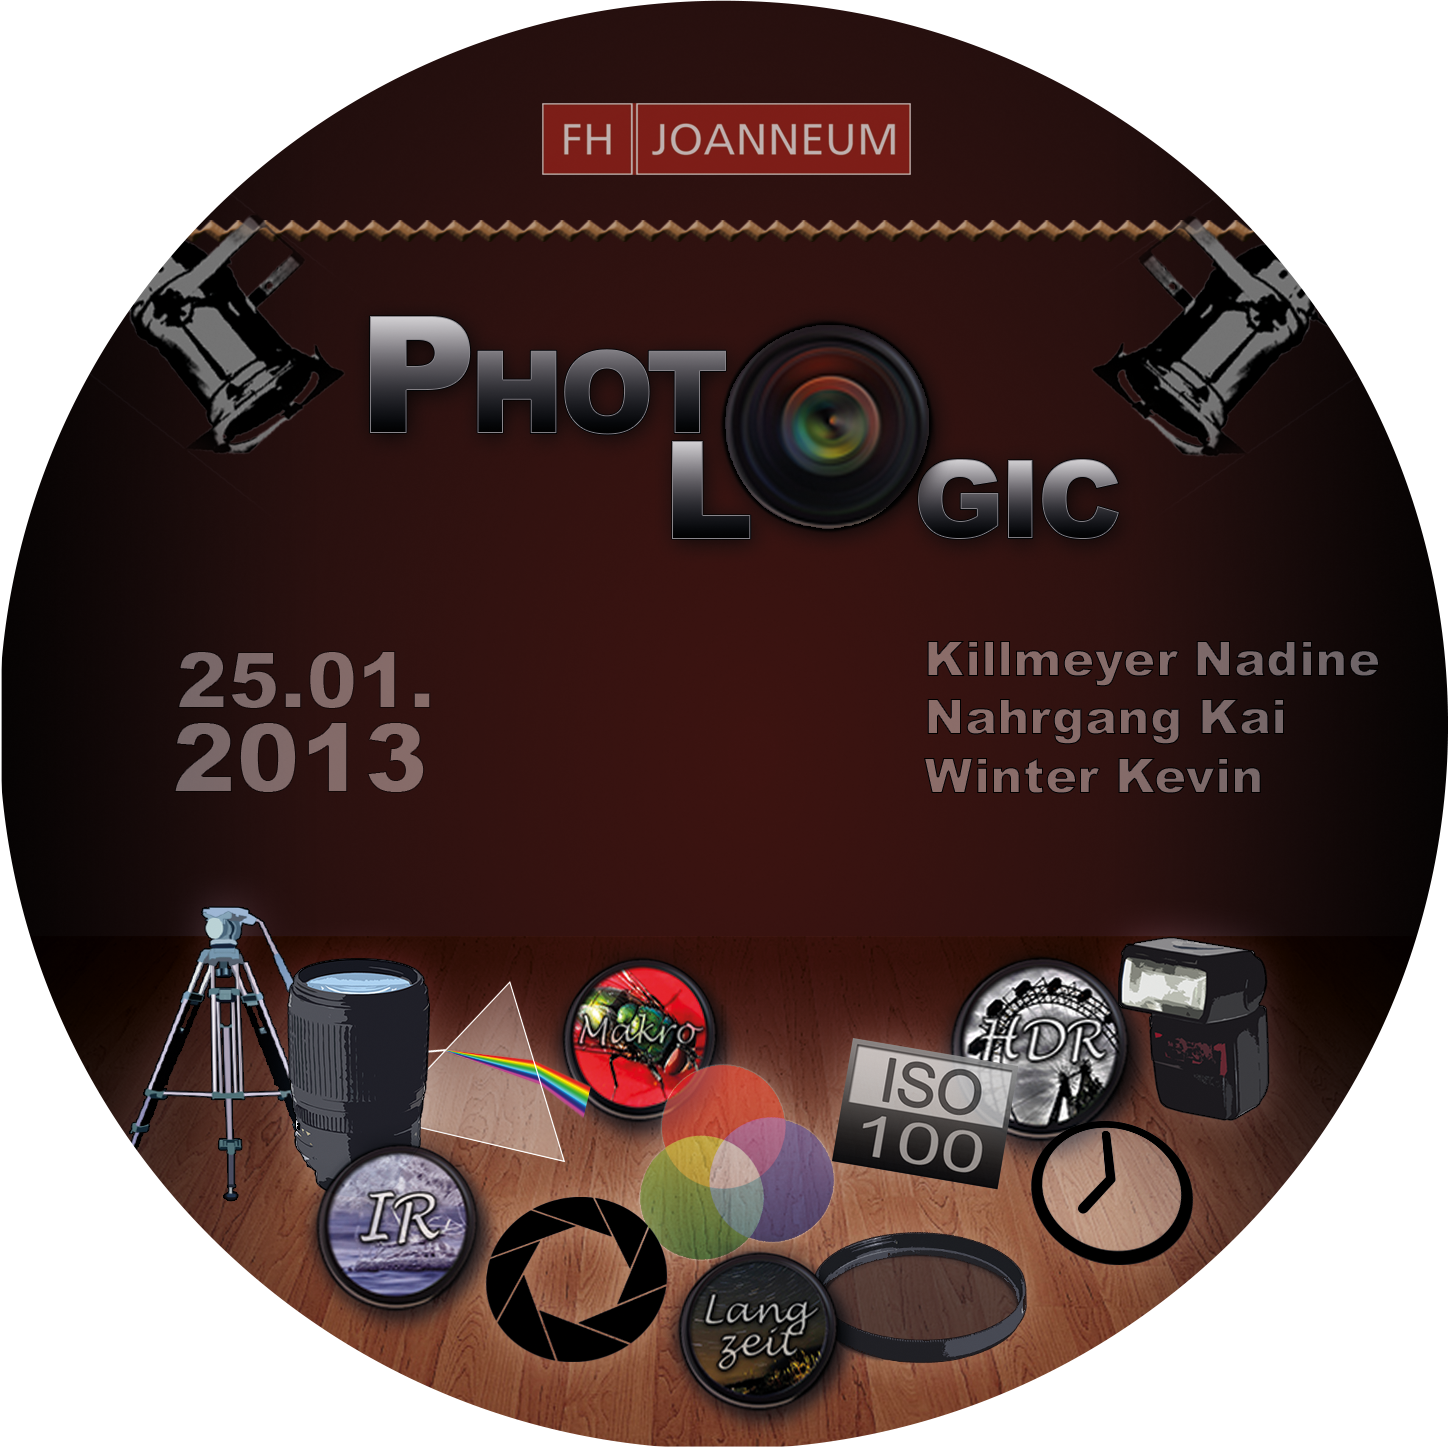 FH JOANNEUM
PHOTO
LOGIC
25.01.
2013
Killmeyer Nadine
Nahrgang Kai
Winter Kevin
Makro
HDR
ISO
100
IR
Lang
zeit